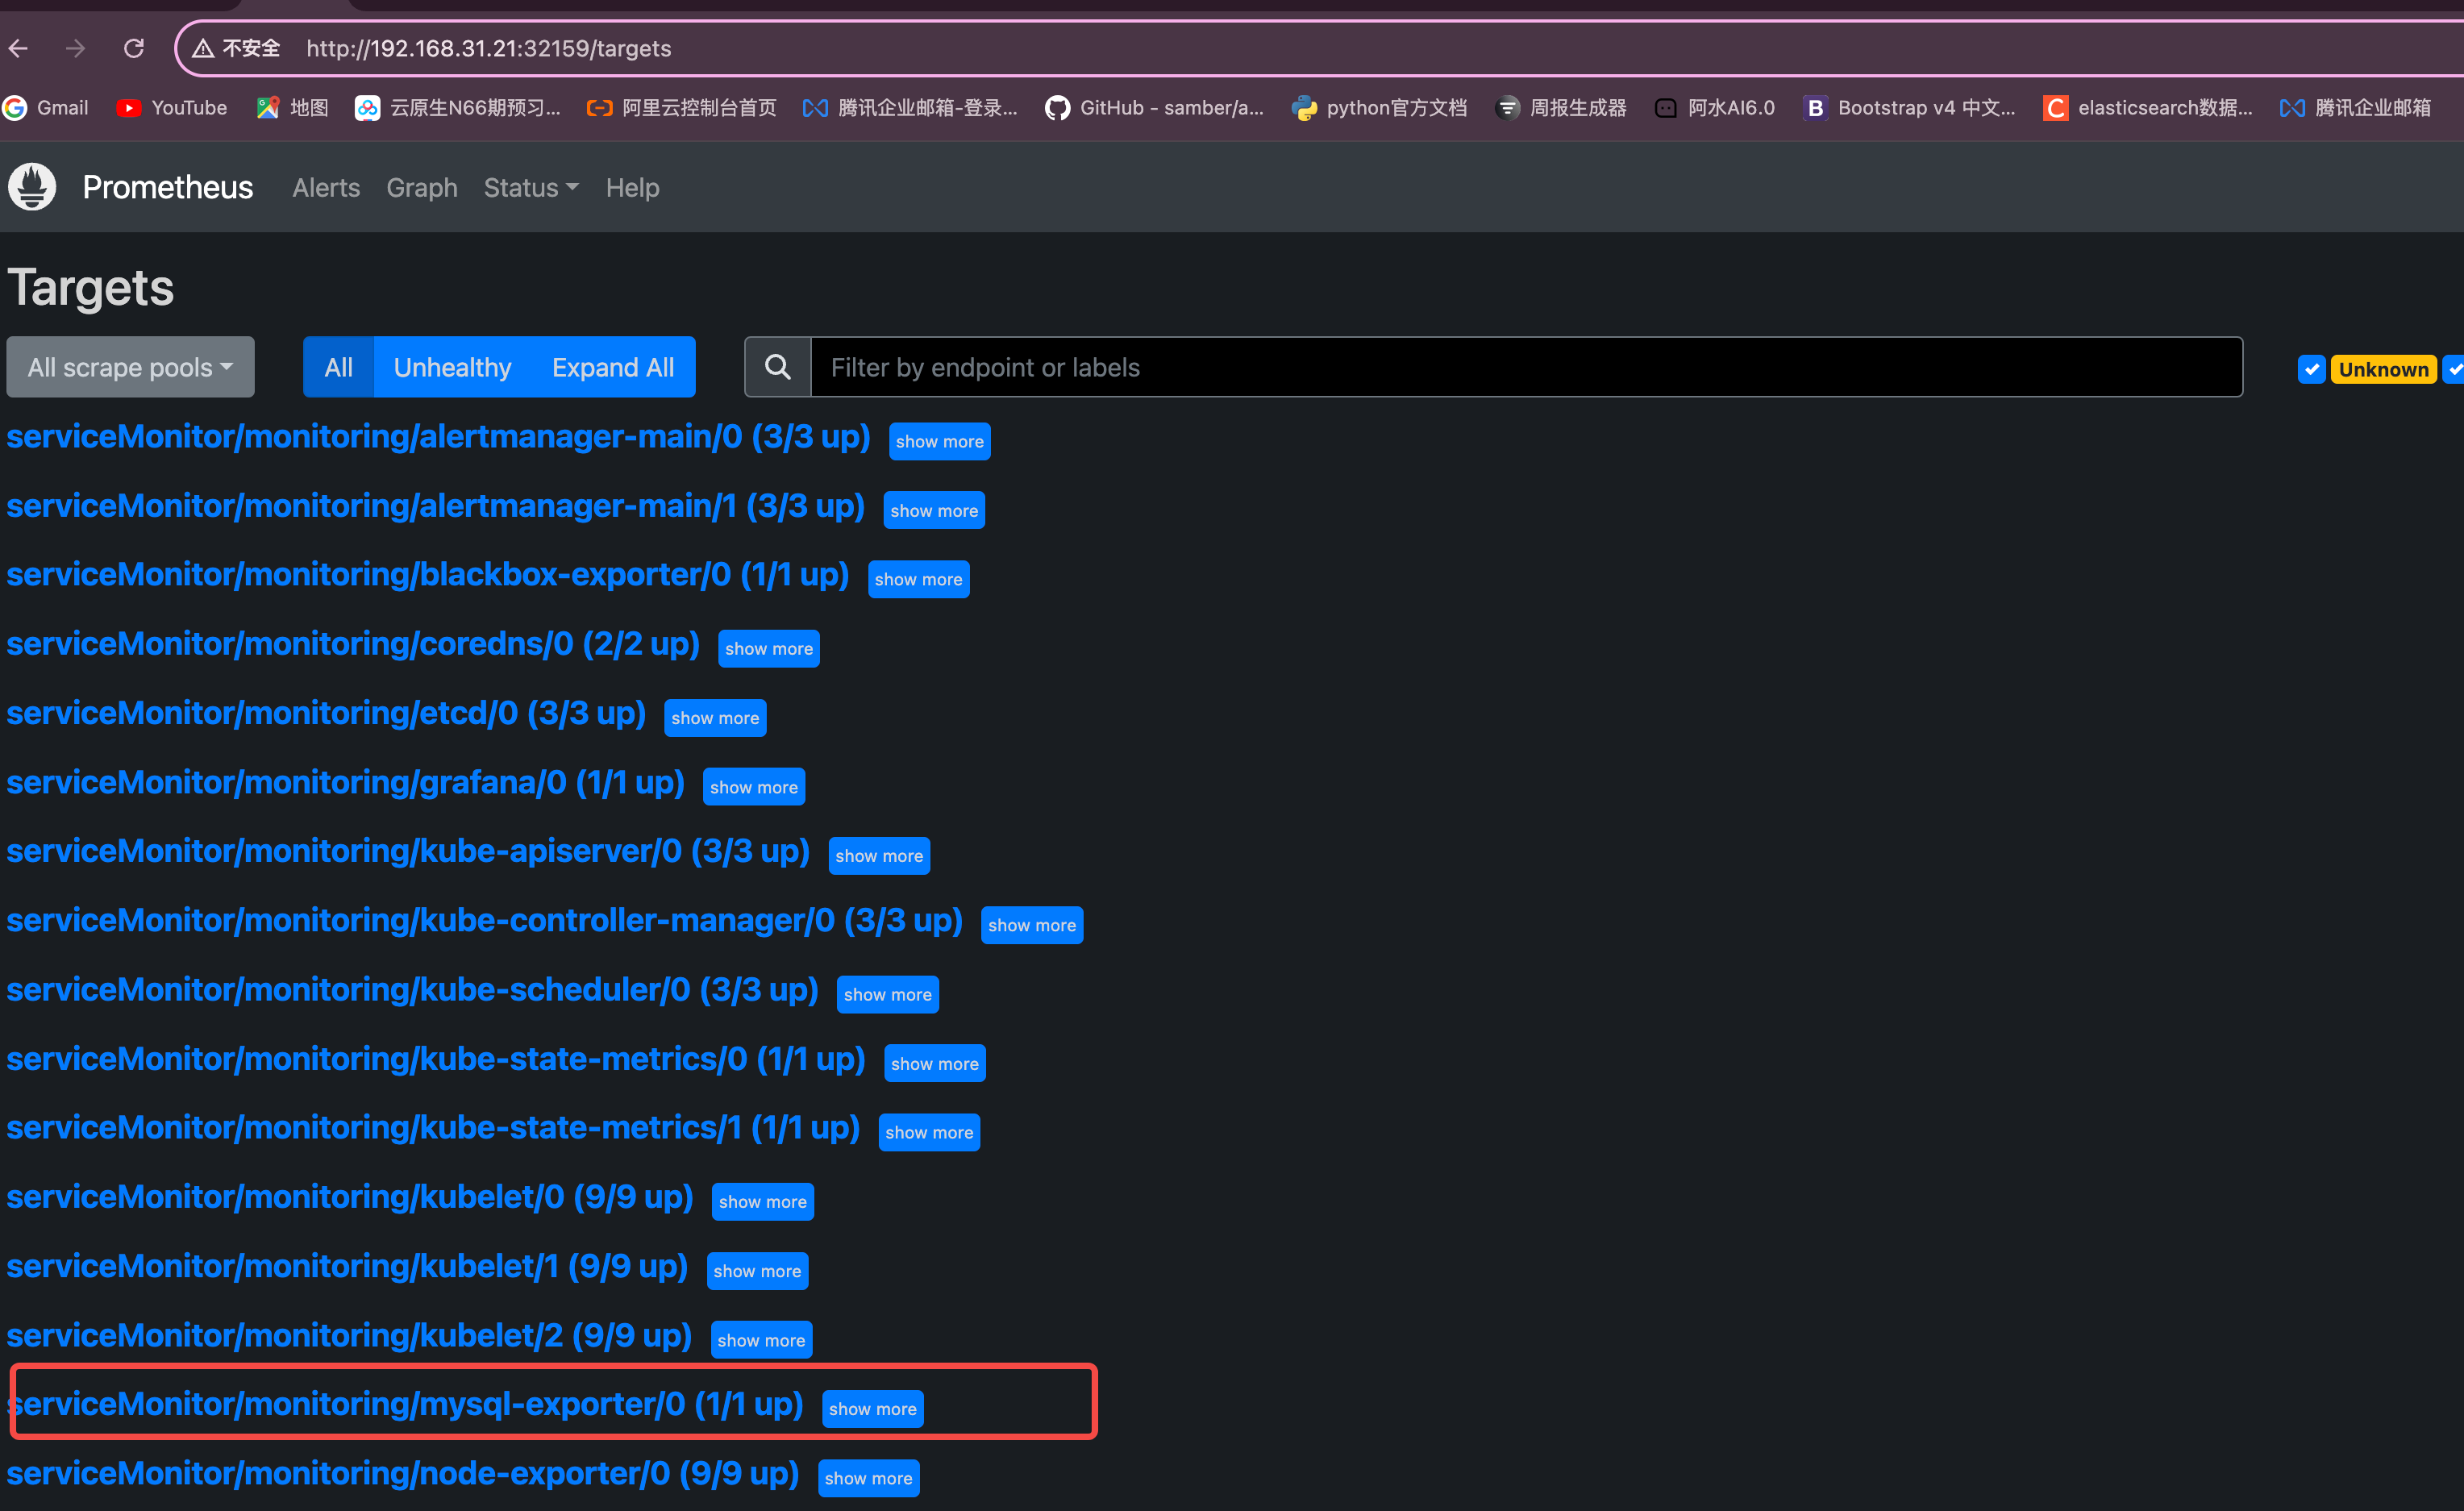 不安全 http://192.168.31.21:32159/targets
Gmail YouTube 地图 云原生N66期预习... 阿里云控制台首页 腾讯企业邮箱-登录... GitHub - samber/a... python官方文档 周报生成器 阿水AI6.0 Bootstrap v4 中文... elasticsearch数据... 腾讯企业邮箱
Prometheus Alerts Graph Status Help
Targets
All scrape pools All Unhealthy Expand All Filter by endpoint or labels Unknown
serviceMonitor/monitoring/alertmanager-main/0 (3/3 up) show more
serviceMonitor/monitoring/alertmanager-main/1 (3/3 up) show more
serviceMonitor/monitoring/blackbox-exporter/0 (1/1 up) show more
serviceMonitor/monitoring/coredns/0 (2/2 up) show more
serviceMonitor/monitoring/etcd/0 (3/3 up) show more
serviceMonitor/monitoring/grafana/0 (1/1 up) show more
serviceMonitor/monitoring/kube-apiserver/0 (3/3 up) show more
serviceMonitor/monitoring/kube-controller-manager/0 (3/3 up) show more
serviceMonitor/monitoring/kube-scheduler/0 (3/3 up) show more
serviceMonitor/monitoring/kube-state-metrics/0 (1/1 up) show more
serviceMonitor/monitoring/kube-state-metrics/1 (1/1 up) show more
serviceMonitor/monitoring/kubelet/0 (9/9 up) show more
serviceMonitor/monitoring/kubelet/1 (9/9 up) show more
serviceMonitor/monitoring/kubelet/2 (9/9 up) show more
serviceMonitor/monitoring/mysql-exporter/0 (1/1 up) show more
serviceMonitor/monitoring/node-exporter/0 (9/9 up) show more